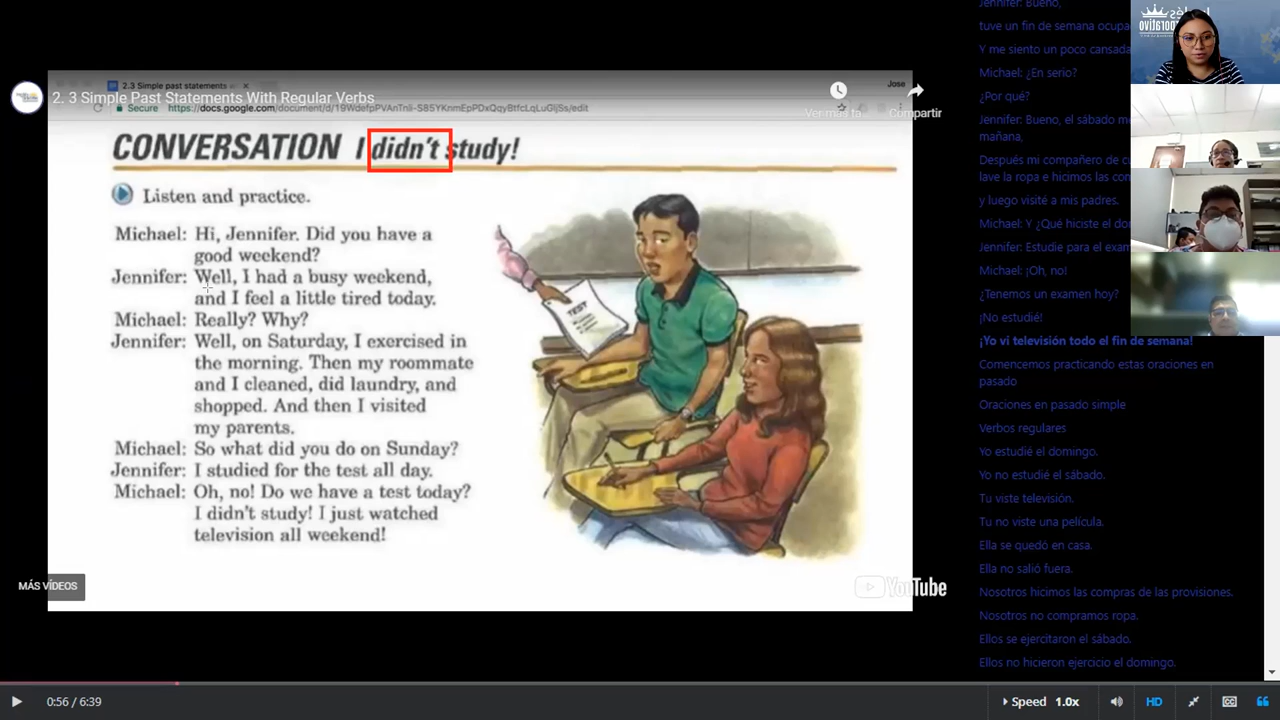 2.3 Simple past statements
Jose
2. 3 Simple Past Statements With Regular Verbs
Secure
Compartir
CONVERSATION I didn't study!
Listen and practice.
Michael: Hi, Jennifer. Did you have a
good weekend?
Jennifer: Well, I had a busy weekend,
and I feel a little tired today.
Michael: Really? Why?
Jennifer: Well, on Saturday, I exercised in
the morning. Then my roommate
and I cleaned, did laundry, and
shopped. And then I visited
my parents.
Michael: So what did you do on Sunday?
Jennifer: I studied for the test all day.
Michael: Oh, no! Do we have a test today?
I didn't study! I just watched
television all weekend!
TEST
MÁS VÍDEOS
YouTube
Jennifer: Bueno,
tuve un fin de semana
Y me siento un poco cansada
Michael: ¿En serio?
¿Por qué?
Jennifer: Bueno, el sábado
mañana,
Después mi compañero de
lave la ropa e hicimos las
y luego visité a mis padres.
Michael: Y ¿Qué hiciste el
Jennifer: Estudie para el
Michael: ¡Oh, no!
¿Tenemos un examen hoy?
¡No estudié!
¡Yo vi televisión todo el fin de semana!
Comencemos practicando estas oraciones en
pasado
Oraciones en pasado simple
Verbos regulares
Yo estudié el domingo.
Yo no estudié el sábado.
Tu viste televisión.
Tu no viste una película.
Ella se quedó en casa.
Ella no salió fuera.
Nosotros hicimos las compras de las provisiones.
Nosotros no compramos ropa.
Ellos se ejercitaron el sábado.
Ellos no hicieron ejercicio el domingo.
0:56 / 6:39
Speed 1.0x
HD